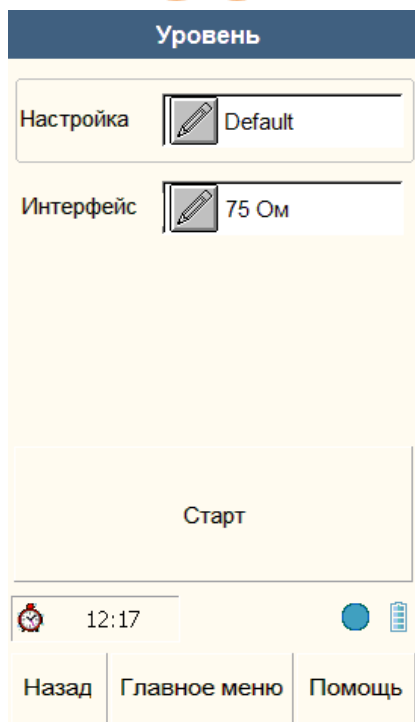 Уровень
Настройка Default
Интерфейс 75 Ом
Старт
12:17
Назад Главное меню Помощь